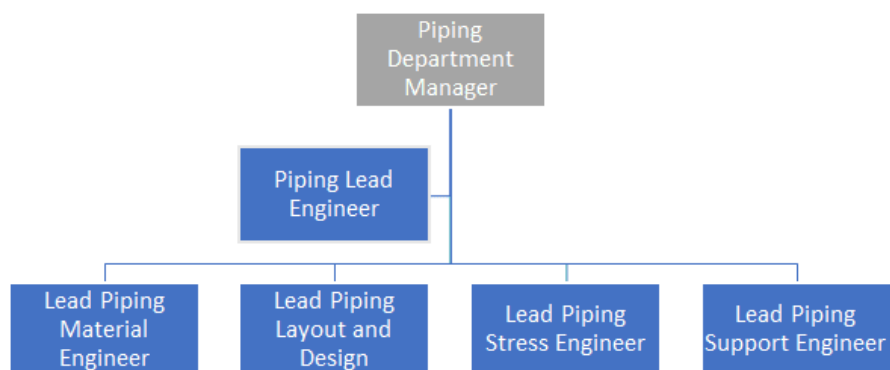 Piping
Department
Manager
Piping Lead
Engineer
Lead Piping
Material
Engineer
Lead Piping
Layout and
Design
Lead Piping
Stress Engineer
Lead Piping
Support Engineer